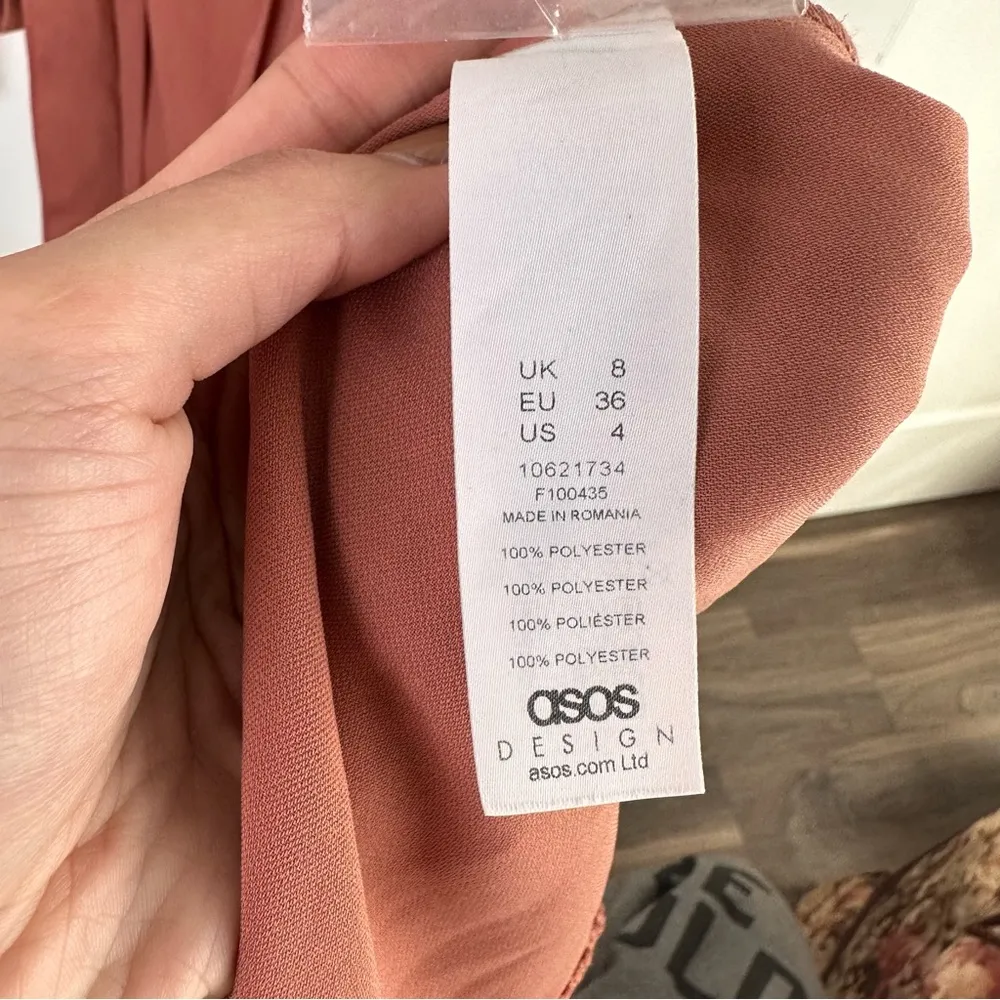 UK 8
EU 36
US 4
10621734
F100435
MADE IN ROMANIA
100% POLYESTER
100% POLYESTER
100% POLIÉSTER
100% POLYESTER
asos
DESIGN
asos.com Ltd